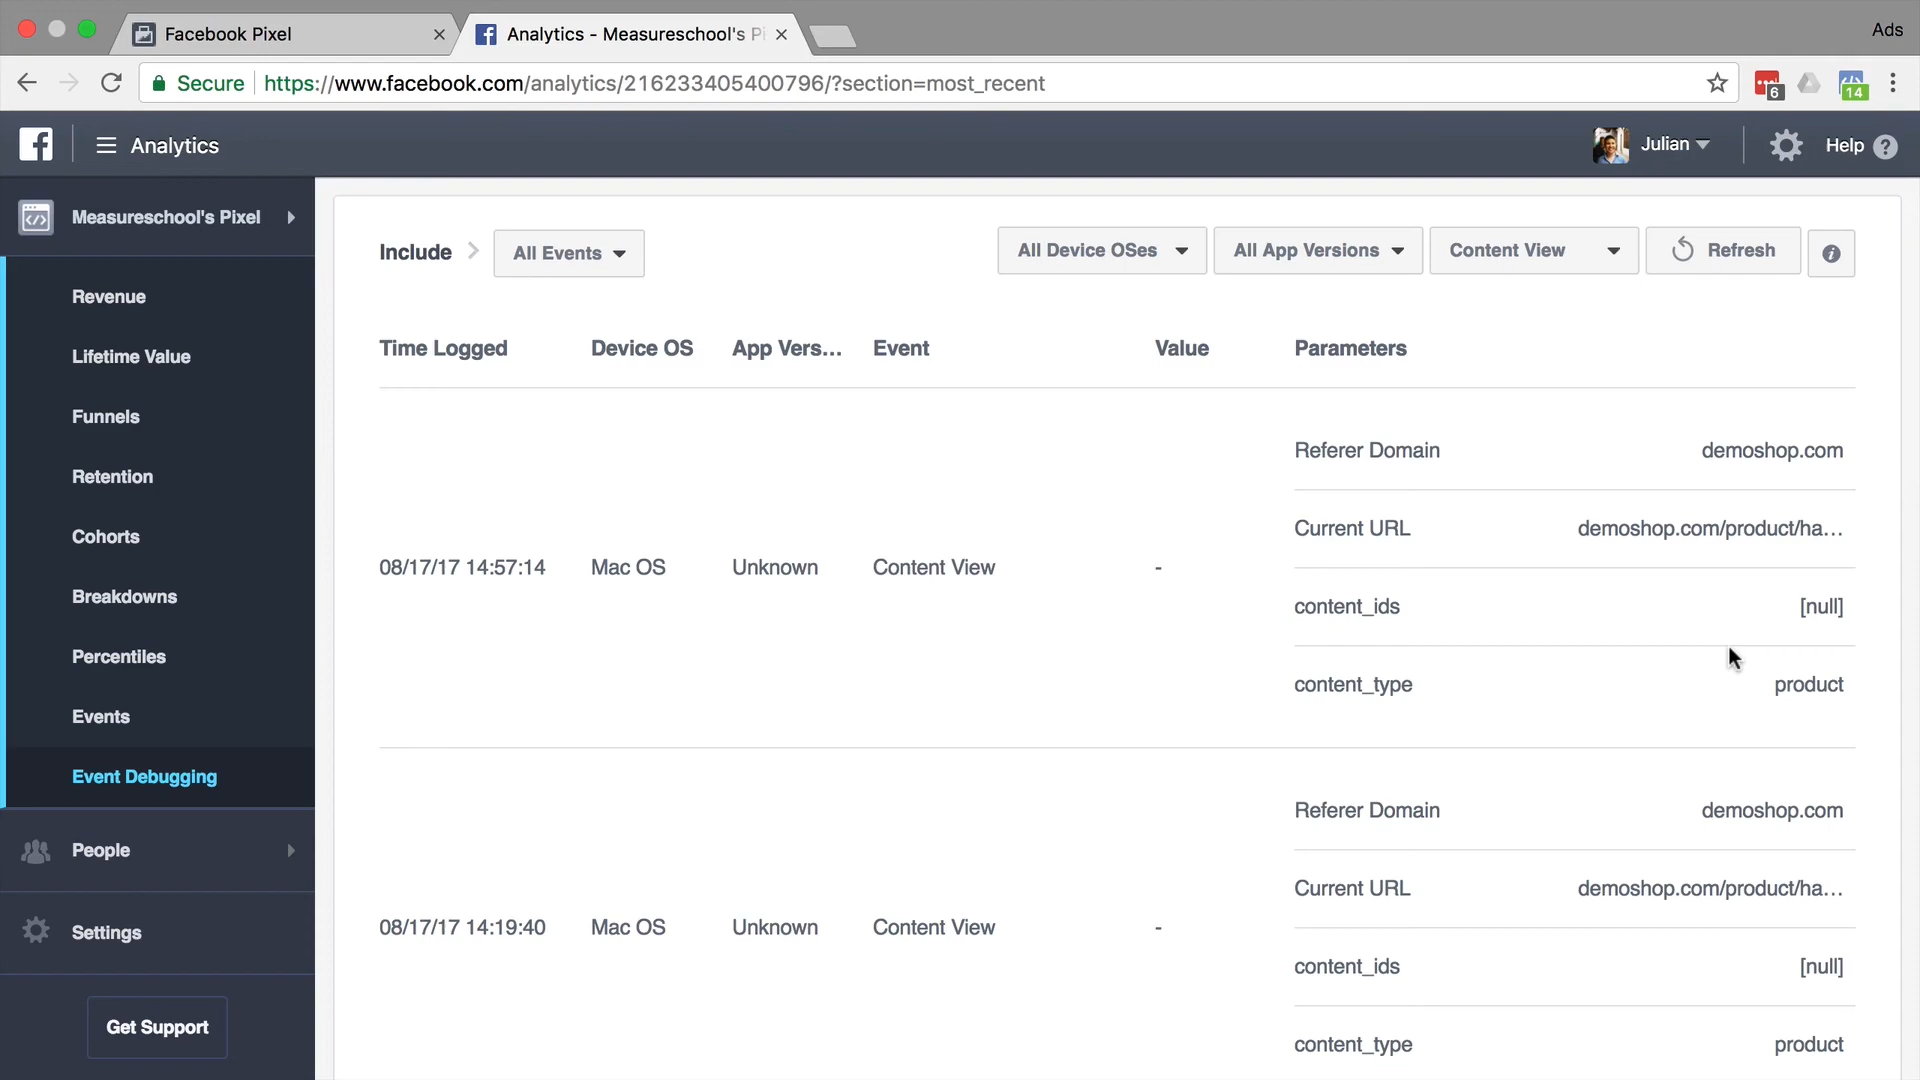 Facebook Pixel
Analytics - Measureschool's Pi
Ads
Secure
https://www.facebook.com/analytics/216233405400796/?section=most_recent
6
14
Analytics
Julian
Help
Measureschool's Pixel
Revenue
Lifetime Value
Funnels
Retention
Cohorts
Breakdowns
Percentiles
Events
Event Debugging
People
Settings
Get Support
Include
All Events
All Device OSes
All App Versions
Content View
Refresh
Time Logged Device OS App Vers... Event Value Parameters
Referer Domain demoshop.com
Current URL demoshop.com/product/ha...
08/17/17 14:57:14 Mac OS Unknown Content View -
content_ids [null]
content_type product
Referer Domain demoshop.com
Current URL demoshop.com/product/ha...
08/17/17 14:19:40 Mac OS Unknown Content View -
content_ids [null]
content_type product